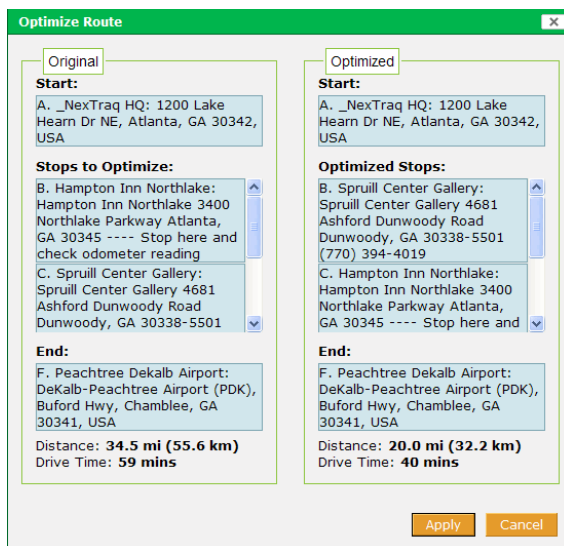 Optimize Route
Original
Start:
A. _NexTraq HQ: 1200 Lake
Hearn Dr NE, Atlanta, GA 30342,
USA
Stops to Optimize:
B. Hampton Inn Northlake:
Hampton Inn Northlake 3400
Northlake Parkway Atlanta,
GA 30345 ---- Stop here and
check odometer reading
C. Spruill Center Gallery:
Spruill Center Gallery 4681
Ashford Dunwoody Road
Dunwoody, GA 30338-5501
End:
F. Peachtree Dekalb Airport:
DeKalb-Peachtree Airport (PDK),
Buford Hwy, Chamblee, GA
30341, USA
Distance: 34.5 mi (55.6 km)
Drive Time: 59 mins
Optimized
Start:
A. _NexTraq HQ: 1200 Lake
Hearn Dr NE, Atlanta, GA 30342,
USA
Optimized Stops:
B. Spruill Center Gallery:
Spruill Center Gallery 4681
Ashford Dunwoody Road
Dunwoody, GA 30338-5501
(770) 394-4019
C. Hampton Inn Northlake:
Hampton Inn Northlake 3400
Northlake Parkway Atlanta,
GA 30345 ---- Stop here and
End:
F. Peachtree Dekalb Airport:
DeKalb-Peachtree Airport (PDK),
Buford Hwy, Chamblee, GA
30341, USA
Distance: 20.0 mi (32.2 km)
Drive Time: 40 mins
Apply
Cancel